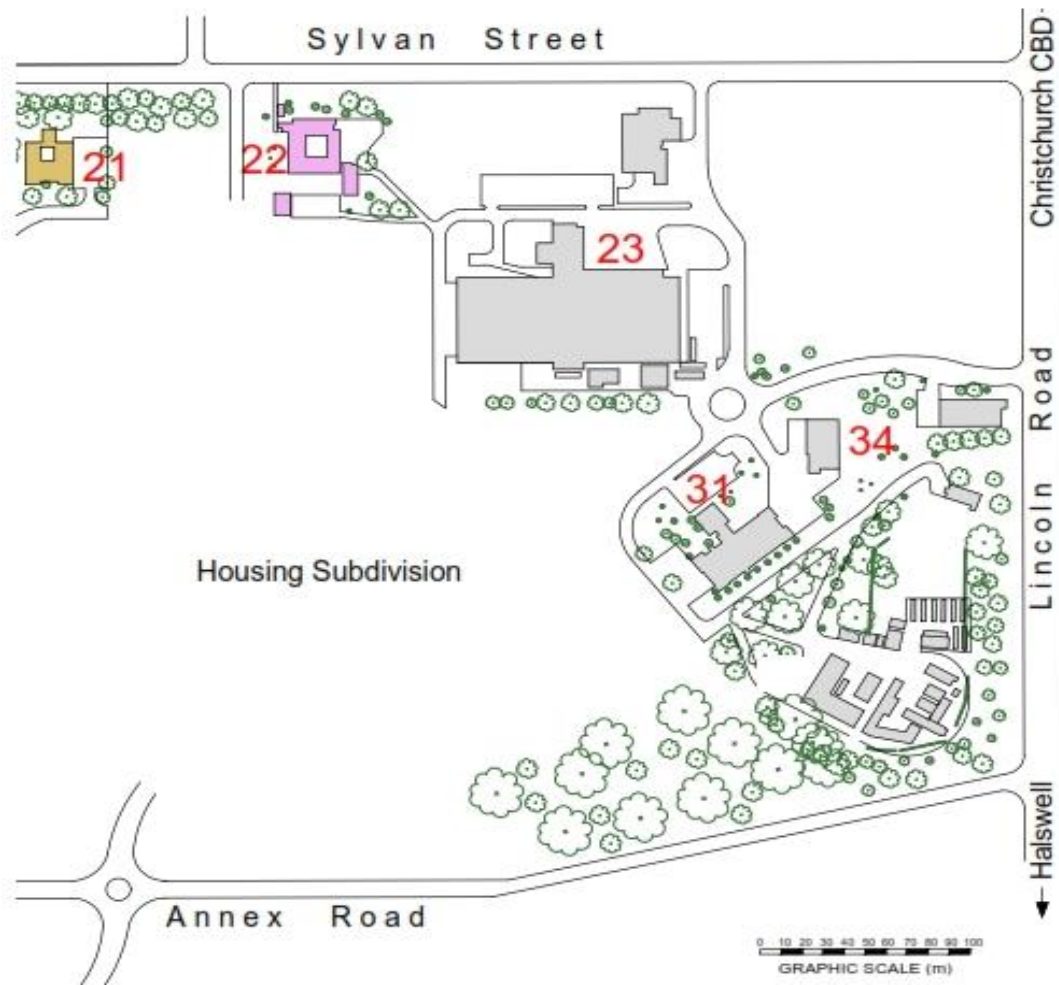 Sylvan Street
Christchurch CBD
21
22
23
34
31
Lincoln Road
Housing Subdivision
Halswell
Annex Road
0 10 20 30 40 50 60 70 80 90 100
GRAPHIC SCALE (m)